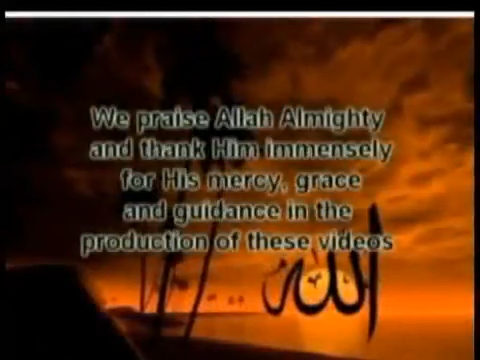 We praise Allah Almighty
and thank Him immensely
for His mercy, grace
and guidance in the
production of these videos
الله